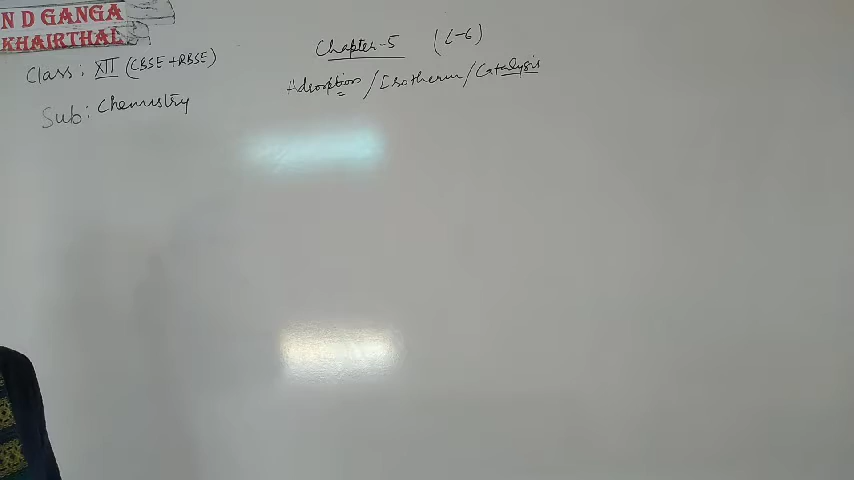 N D GANGA
KHAIRTHAL
Class: XII (CBSE+RBSE)
Sub: Chemistry
Chapter-5 (L-6)
Adsorption / Isotherm / Catalysis